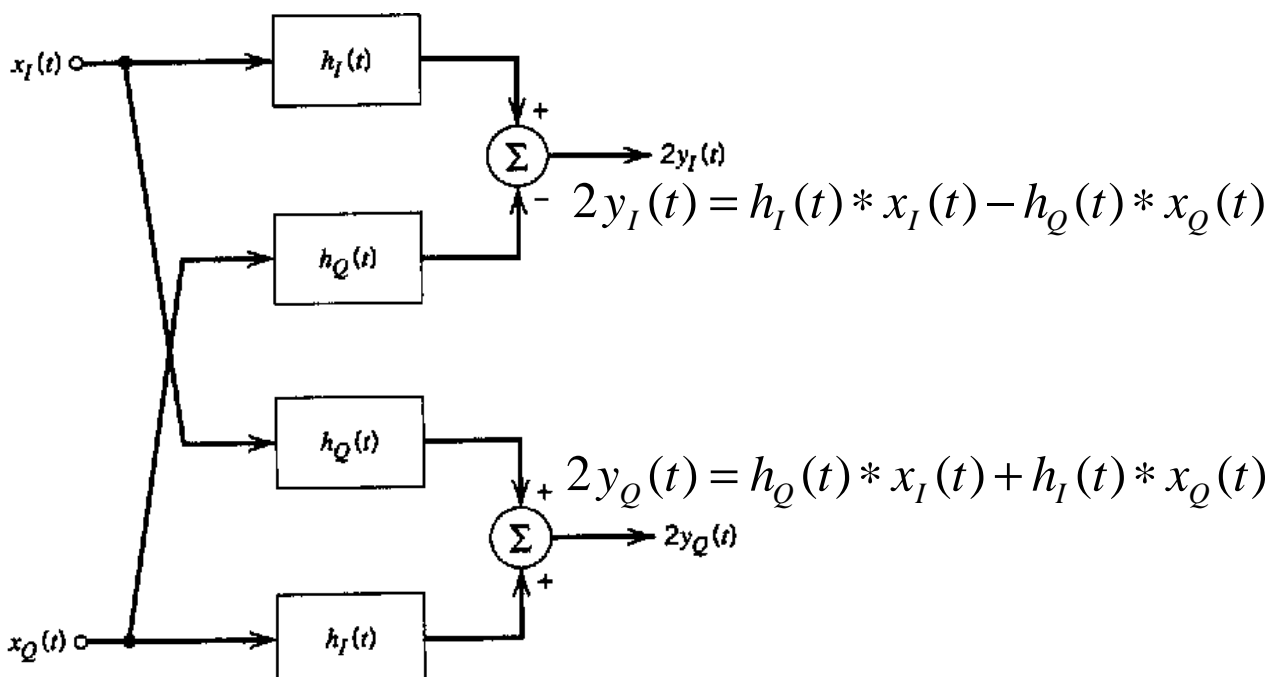 x_I(t)
h_I(t)
+
Σ
2y_I(t)
−
2y_I(t) = h_I(t) * x_I(t) − h_Q(t) * x_Q(t)
h_Q(t)
h_Q(t)
2y_Q(t) = h_Q(t) * x_I(t) + h_I(t) * x_Q(t)
+
Σ
2y_Q(t)
+
x_Q(t)
h_I(t)